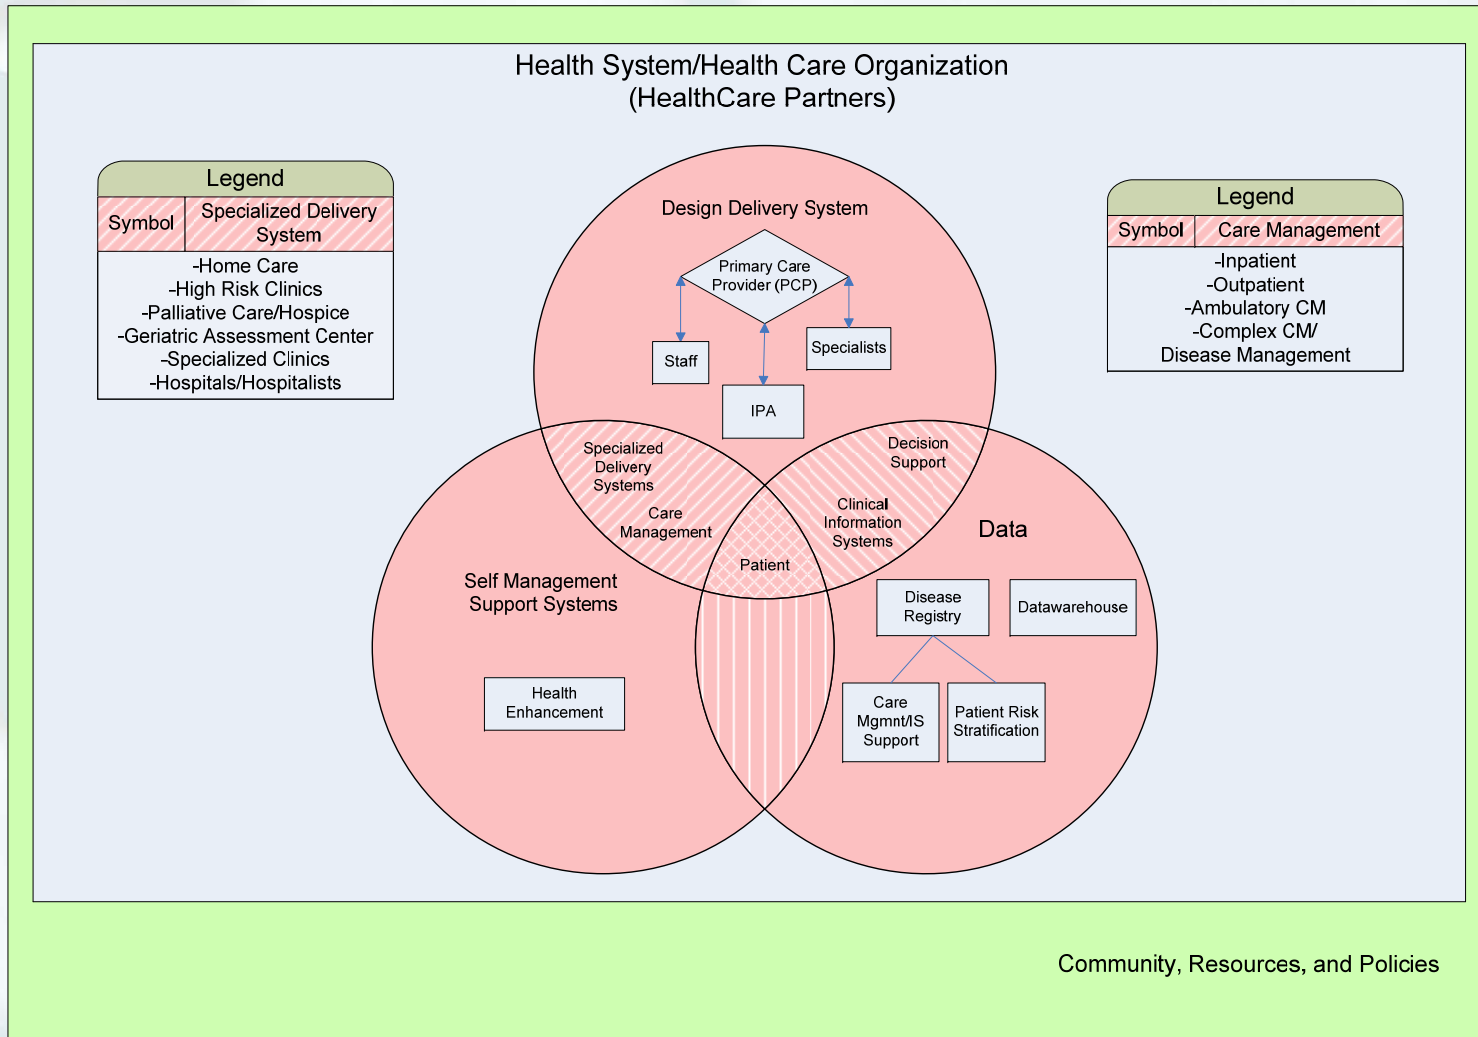 Health System/Health Care Organization
(HealthCare Partners)
Legend
Symbol
Specialized Delivery
System
-Home Care
-High Risk Clinics
-Palliative Care/Hospice
-Geriatric Assessment Center
-Specialized Clinics
-Hospitals/Hospitalists
Legend
Symbol
Care Management
-Inpatient
-Outpatient
-Ambulatory CM
-Complex CM/
Disease Management
Design Delivery System
Primary Care
Provider (PCP)
Staff
Specialists
IPA
Specialized
Delivery
Systems
Care
Management
Decision
Support
Clinical
Information
Systems
Patient
Self Management
Support Systems
Health
Enhancement
Data
Disease
Registry
Datawarehouse
Care
Mgmnt/IS
Support
Patient Risk
Stratification
Community, Resources, and Policies